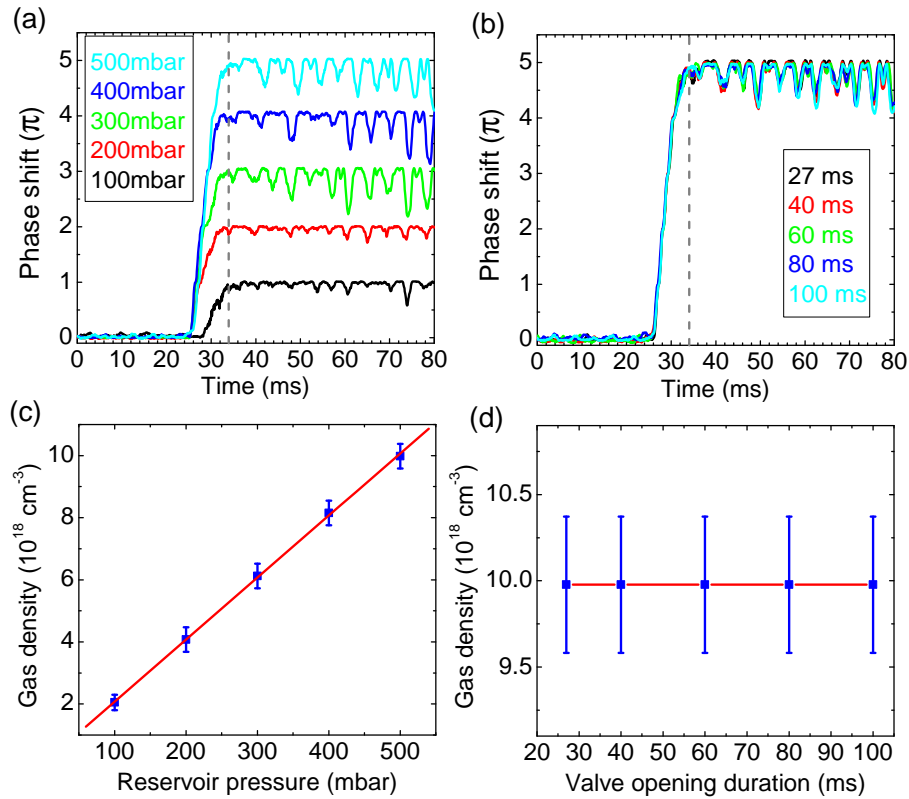 (a)
500mbar
400mbar
300mbar
200mbar
100mbar
Phase shift (π)
5
4
3
2
1
0
0 10 20 30 40 50 60 70 80
Time (ms)
(b)
27 ms
40 ms
60 ms
80 ms
100 ms
Phase shift (π)
5
4
3
2
1
0
0 10 20 30 40 50 60 70 80
Time (ms)
(c)
Gas density (10^18 cm^-3)
10
8
6
4
2
100 200 300 400 500
Reservoir pressure (mbar)
(d)
Gas density (10^18 cm^-3)
10.5
10.0
9.5
20 30 40 50 60 70 80 90 100
Valve opening duration (ms)